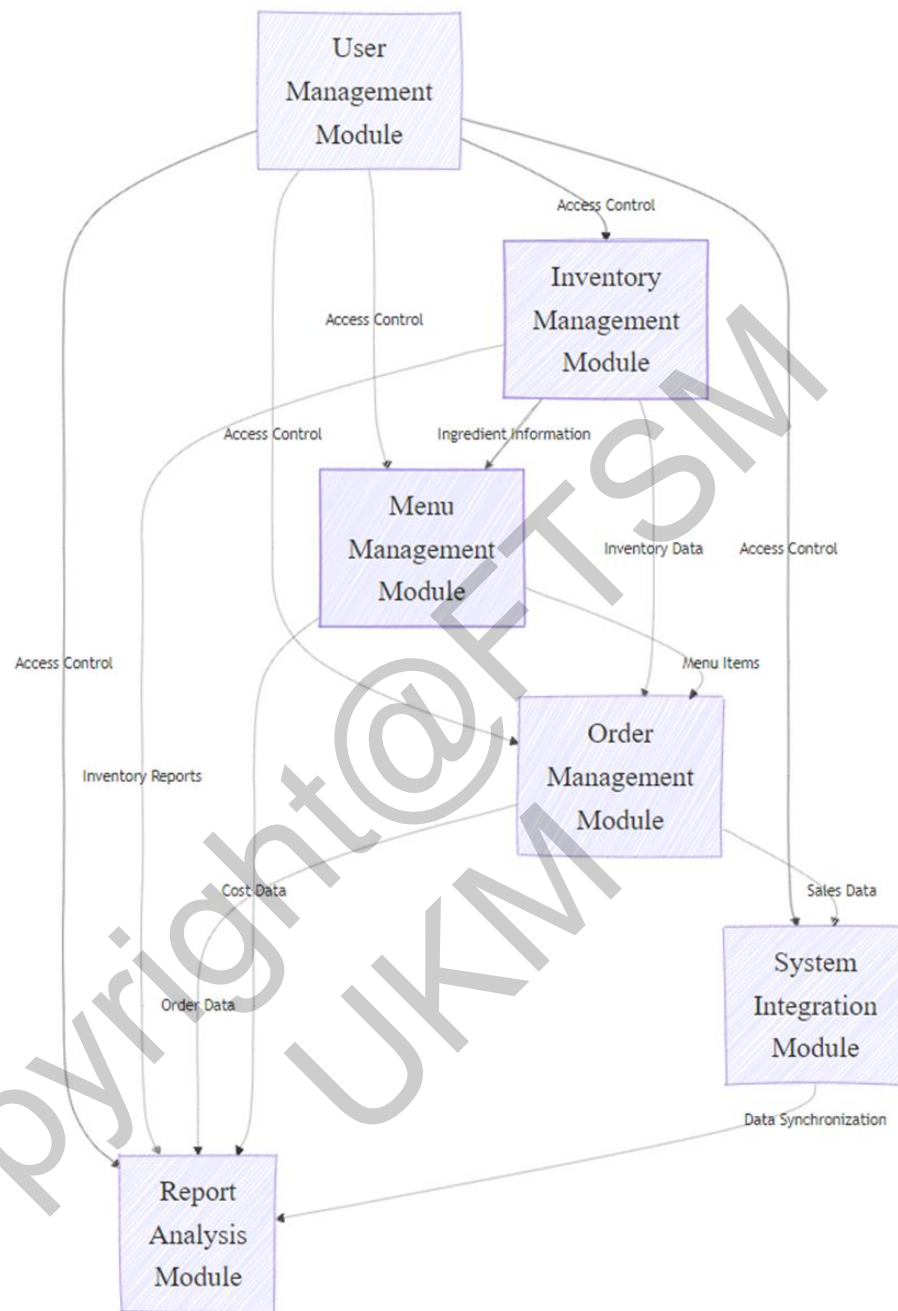 User
Management
Module
Access Control
Inventory
Management
Module
Access Control
Access Control
Ingredient Information
Menu
Management
Module
Inventory Data
Access Control
Access Control
Menu Items
Order
Management
Module
Inventory Reports
Cost Data
Sales Data
System
Integration
Module
Order Data
Data Synchronization
Report
Analysis
Module
pyright@FTSM
UKM